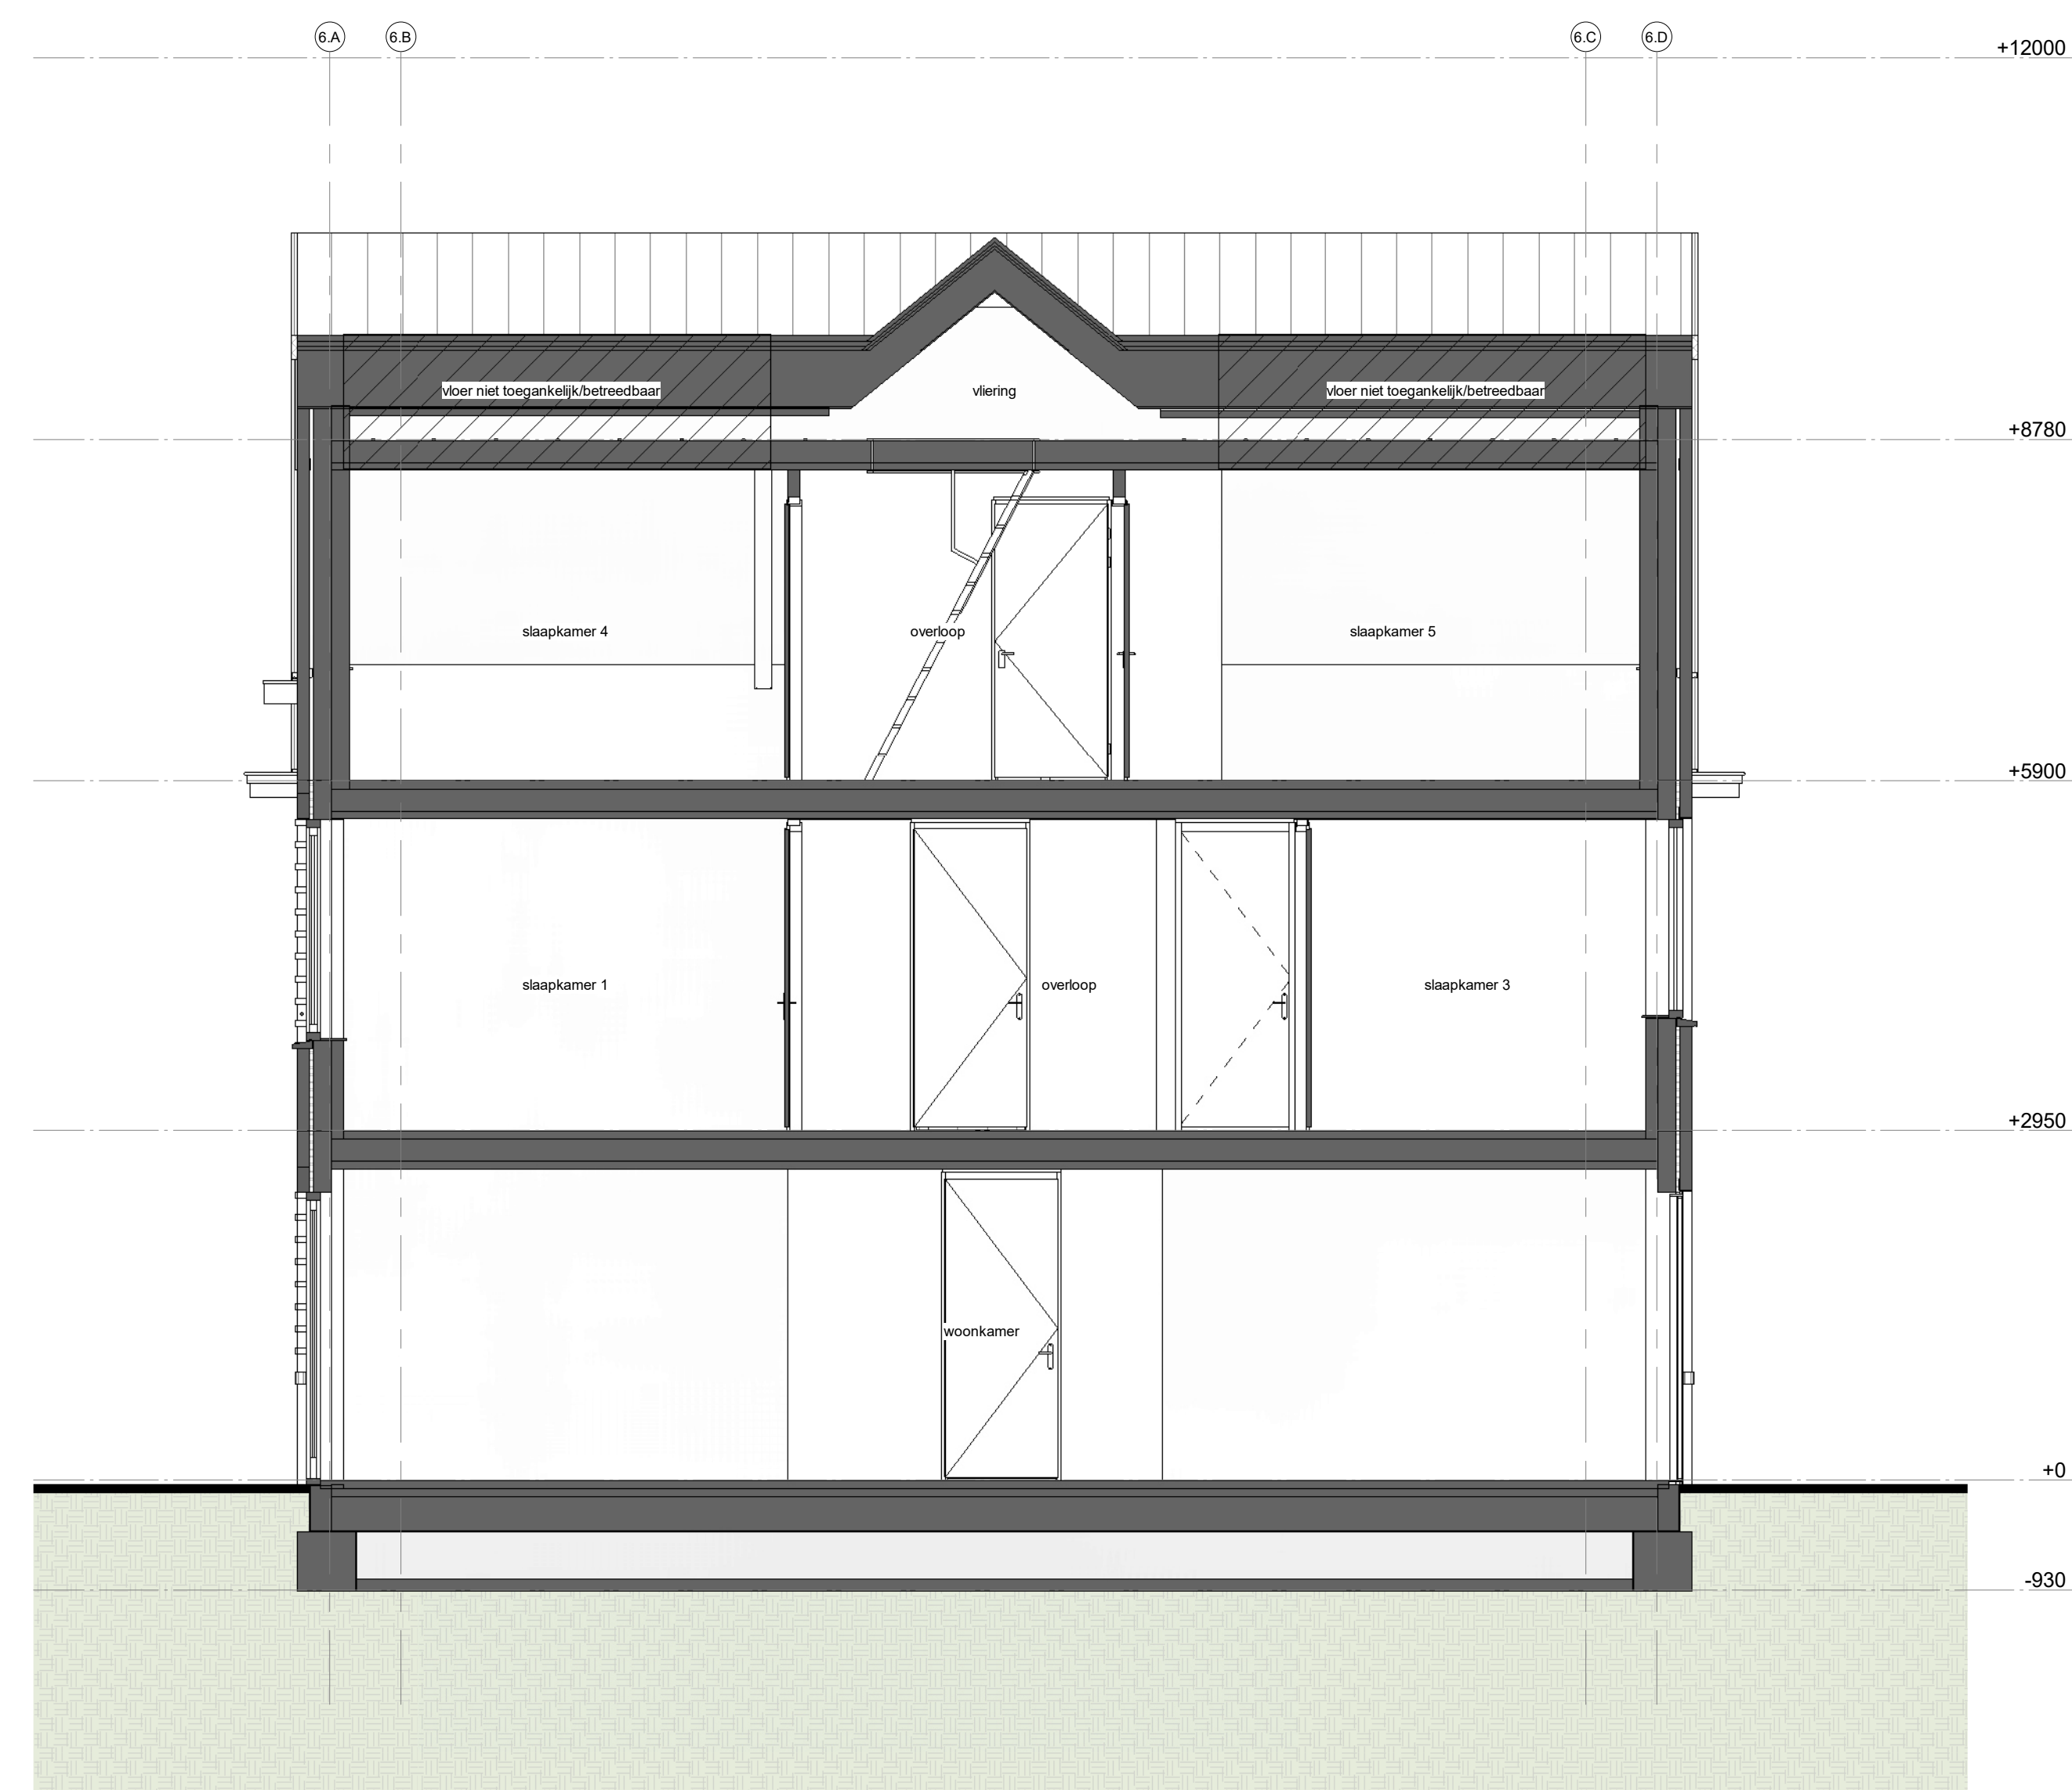 6.A
6.B
6.C
6.D
+12000
vloer niet toegankelijk/betreedbaar
vliering
vloer niet toegankelijk/betreedbaar
+8780
slaapkamer 4
overloop
slaapkamer 5
+5900
slaapkamer 1
overloop
slaapkamer 3
+2950
woonkamer
+0
-930